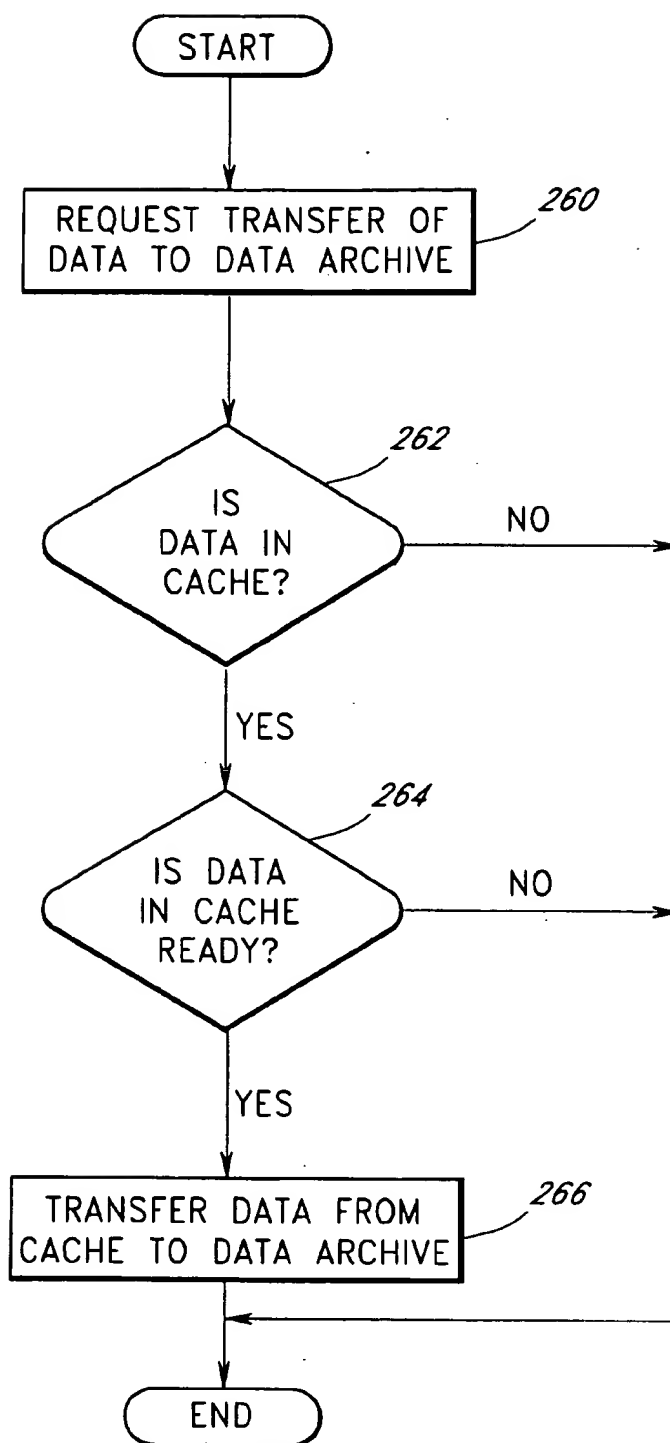 START
REQUEST TRANSFER OF
DATA TO DATA ARCHIVE
260
IS
DATA IN
CACHE?
262
NO
YES
IS DATA
IN CACHE
READY?
264
NO
YES
TRANSFER DATA FROM
CACHE TO DATA ARCHIVE
266
END